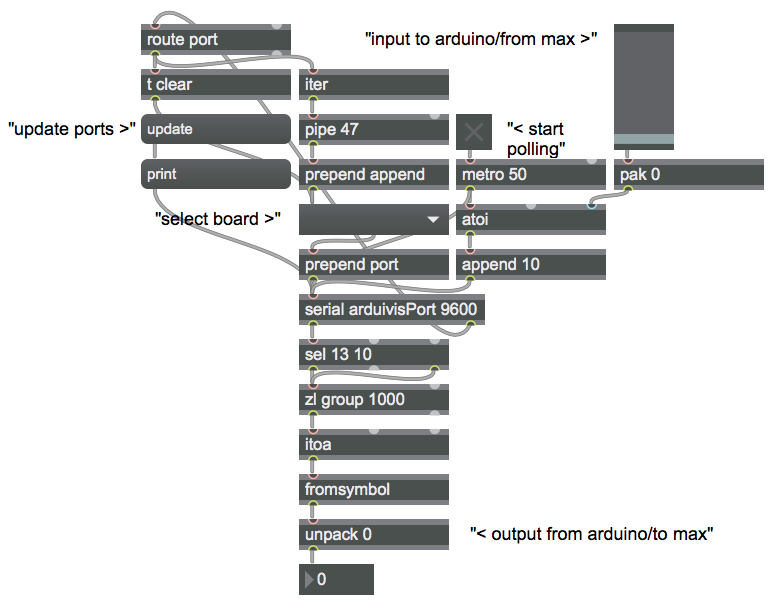 route port
"input to arduino/from max >"
t clear
iter
"update ports >"
update
pipe 47
"< start
polling"
print
prepend append
metro 50
pak 0
"select board >"
atoi
prepend port
append 10
serial arduivisPort 9600
sel 13 10
zl group 1000
itoa
fromsymbol
unpack 0
"< output from arduino/to max"
0